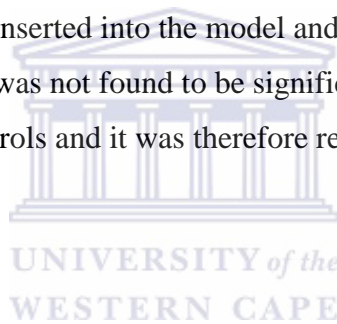 nserted into the model and
was not found to be signific
rols and it was therefore re
UNIVERSITY of the
WESTERN CAPE